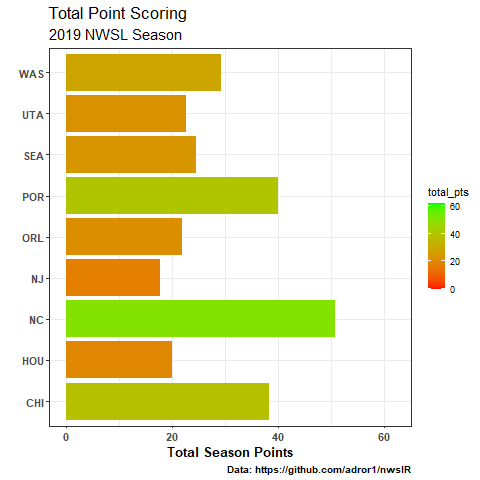 Total Point Scoring
2019 NWSL Season
WAS
UTA
SEA
POR
ORL
NJ
NC
HOU
CHI
0 20 40 60
Total Season Points
Data: https://github.com/adror1/nwslR
total_pts
60
40
20
0